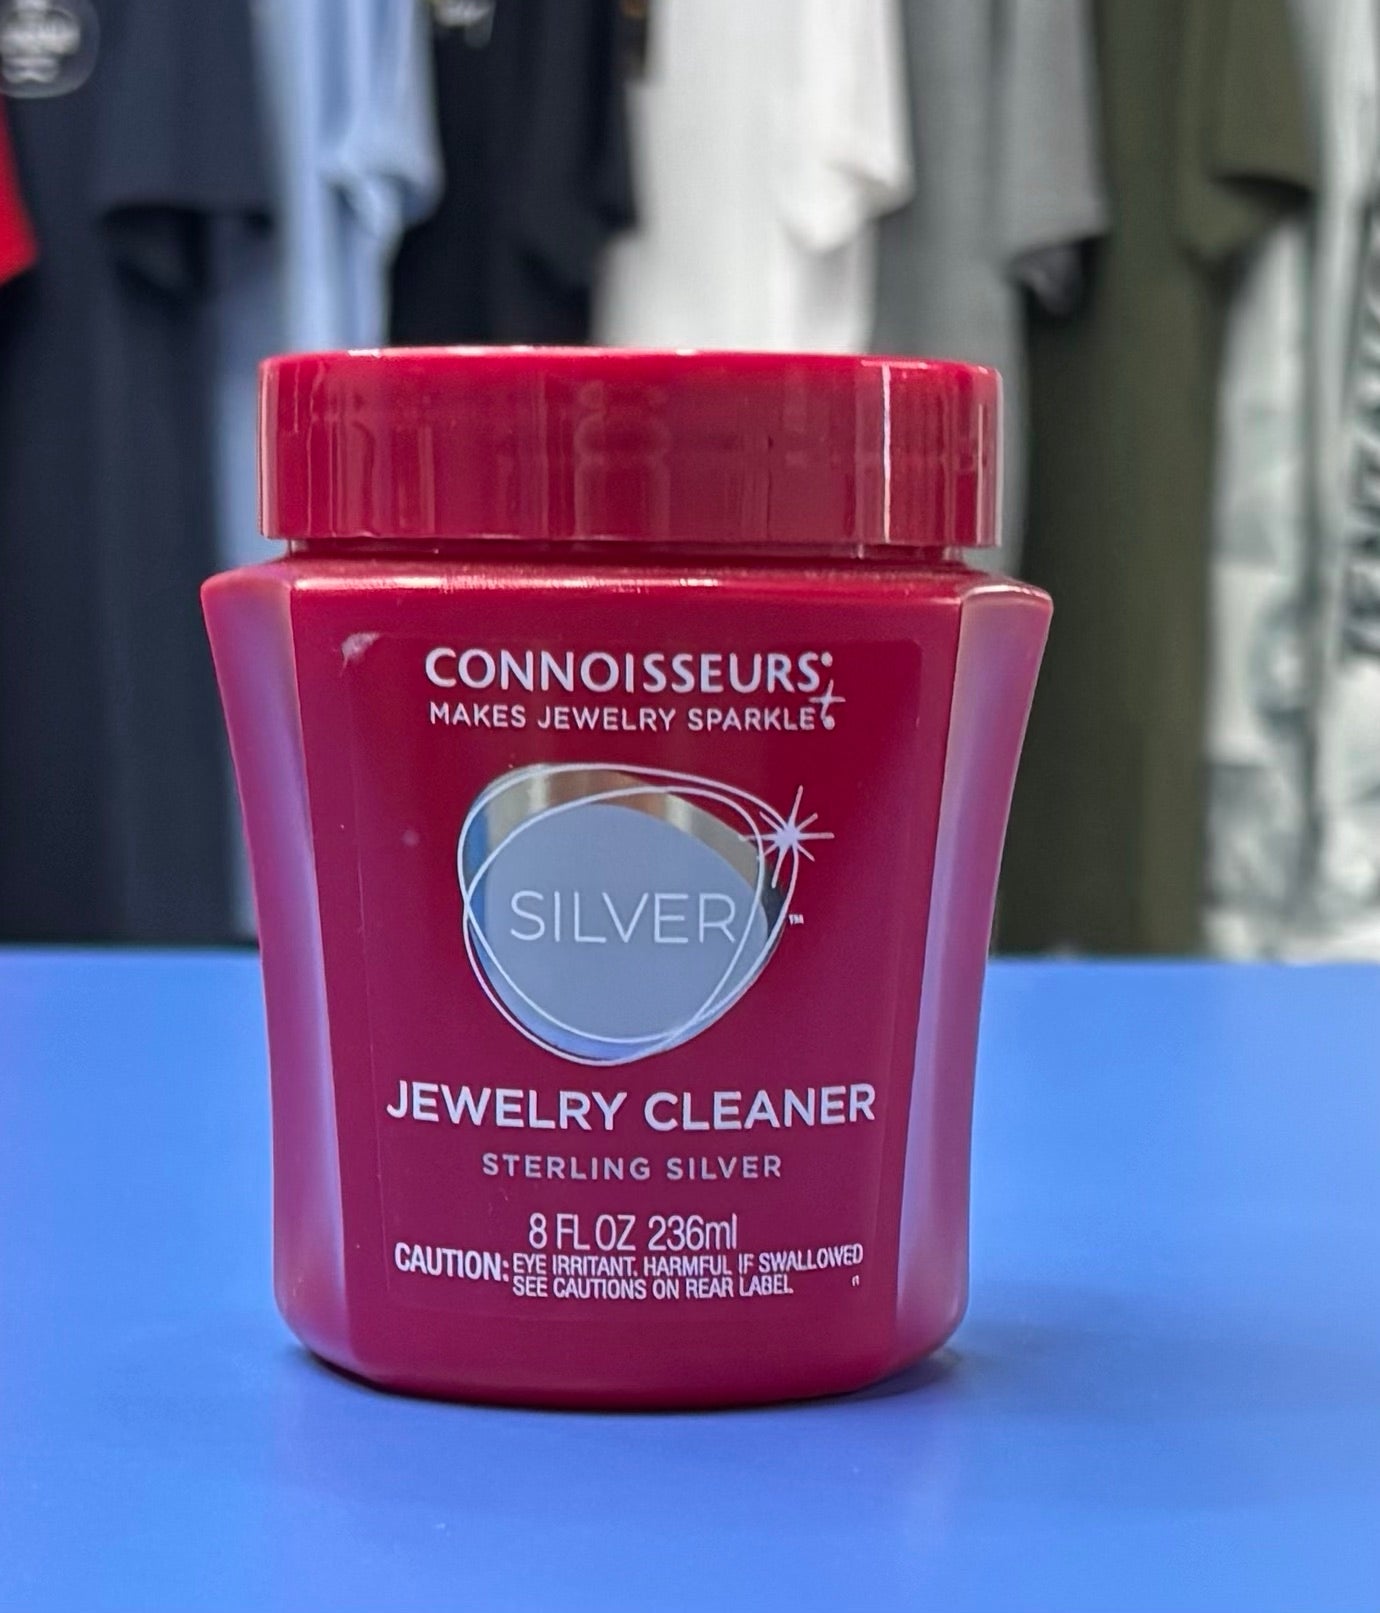 CONNOISSEURS
MAKES JEWELRY SPARKLE
SILVER™
JEWELRY CLEANER
STERLING SILVER
8 FL OZ 236ml
CAUTION: EYE IRRITANT. HARMFUL IF SWALLOWED
SEE CAUTIONS ON REAR LABEL.